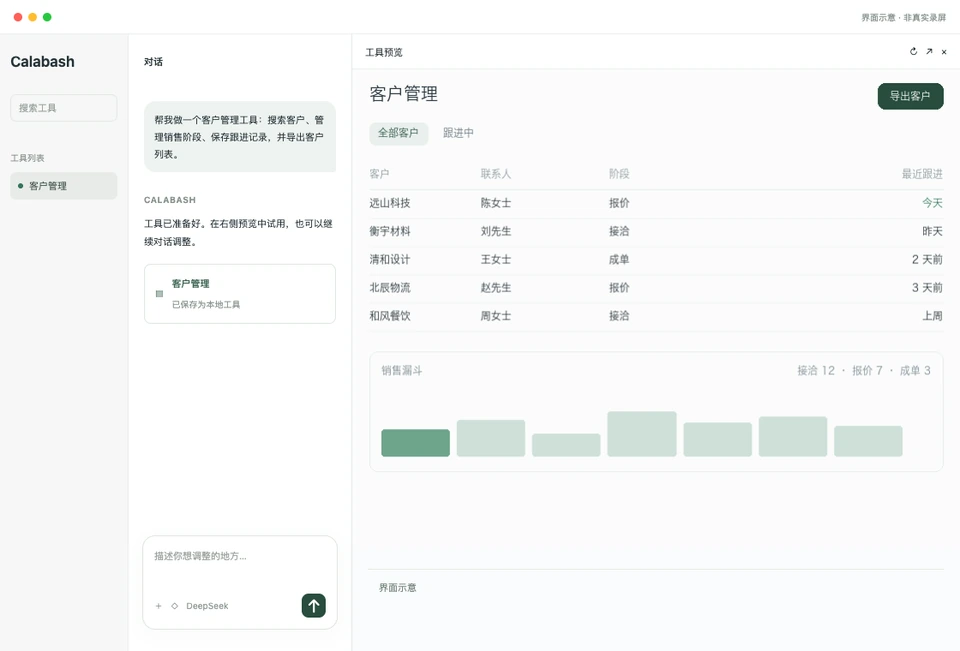 界面示意 · 非真实录屏
Calabash
搜索工具
工具列表
客户管理
对话
帮我做一个客户管理工具：搜索客户、管
理销售阶段、保存跟进记录，并导出客户
列表。
CALABASH
工具已准备好。在右侧预览中试用，也可以继
续对话调整。
客户管理
已保存为本地工具
描述你想调整的地方...
DeepSeek
工具预览
客户管理
导出客户
全部客户 跟进中
客户 联系人 阶段 最近跟进
远山科技 陈女士 报价 今天
衡宇材料 刘先生 接洽 昨天
清和设计 王女士 成单 2 天前
北辰物流 赵先生 报价 3 天前
和风餐饮 周女士 接洽 上周
销售漏斗 接洽 12 · 报价 7 · 成单 3
界面示意